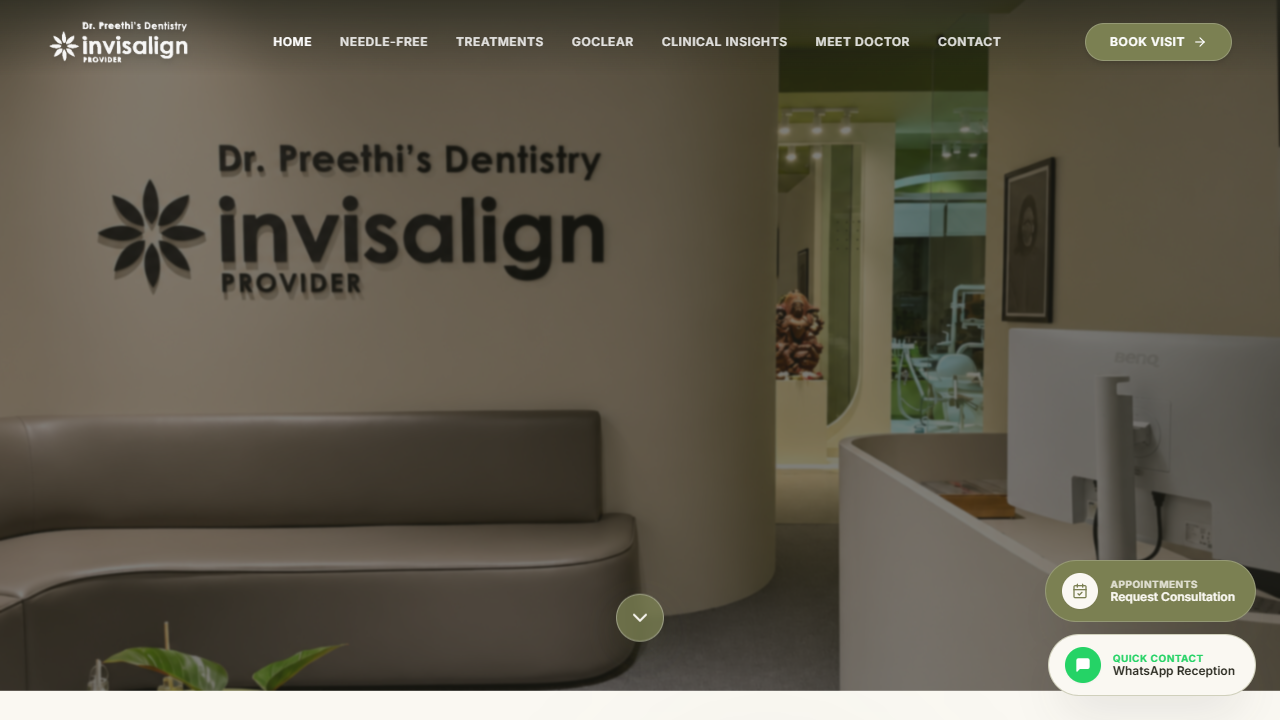 Dr. Preethi's Dentistry
invisalign
PROVIDER
HOME
NEEDLE-FREE
TREATMENTS
GOCLEAR
CLINICAL INSIGHTS
MEET DOCTOR
CONTACT
BOOK VISIT
Dr. Preethi's Dentistry
invisalign
PROVIDER
BenQ
APPOINTMENTS
Request Consultation
QUICK CONTACT
WhatsApp Reception